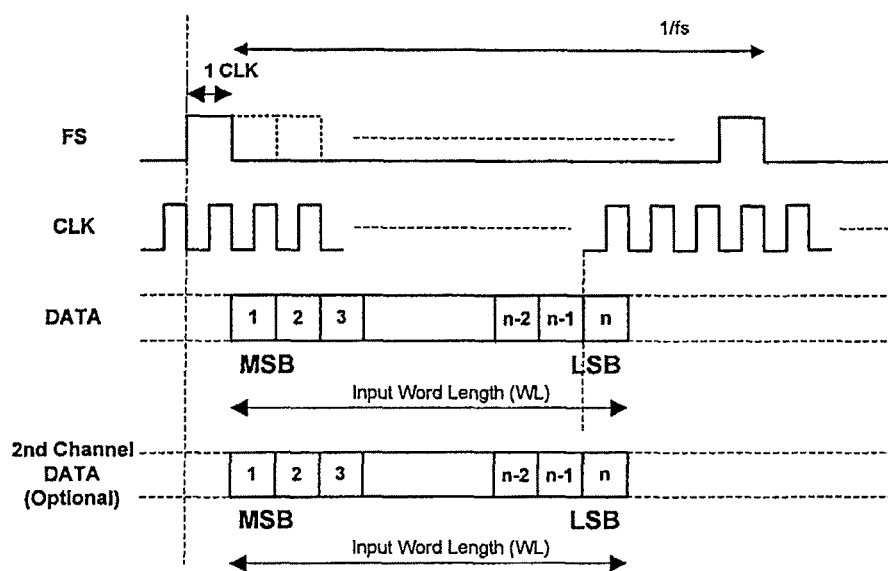 1/fs
1 CLK
FS
CLK
DATA
1 2 3 n-2 n-1 n
MSB LSB
Input Word Length (WL)
2nd Channel
DATA
(Optional)
1 2 3 n-2 n-1 n
MSB LSB
Input Word Length (WL)